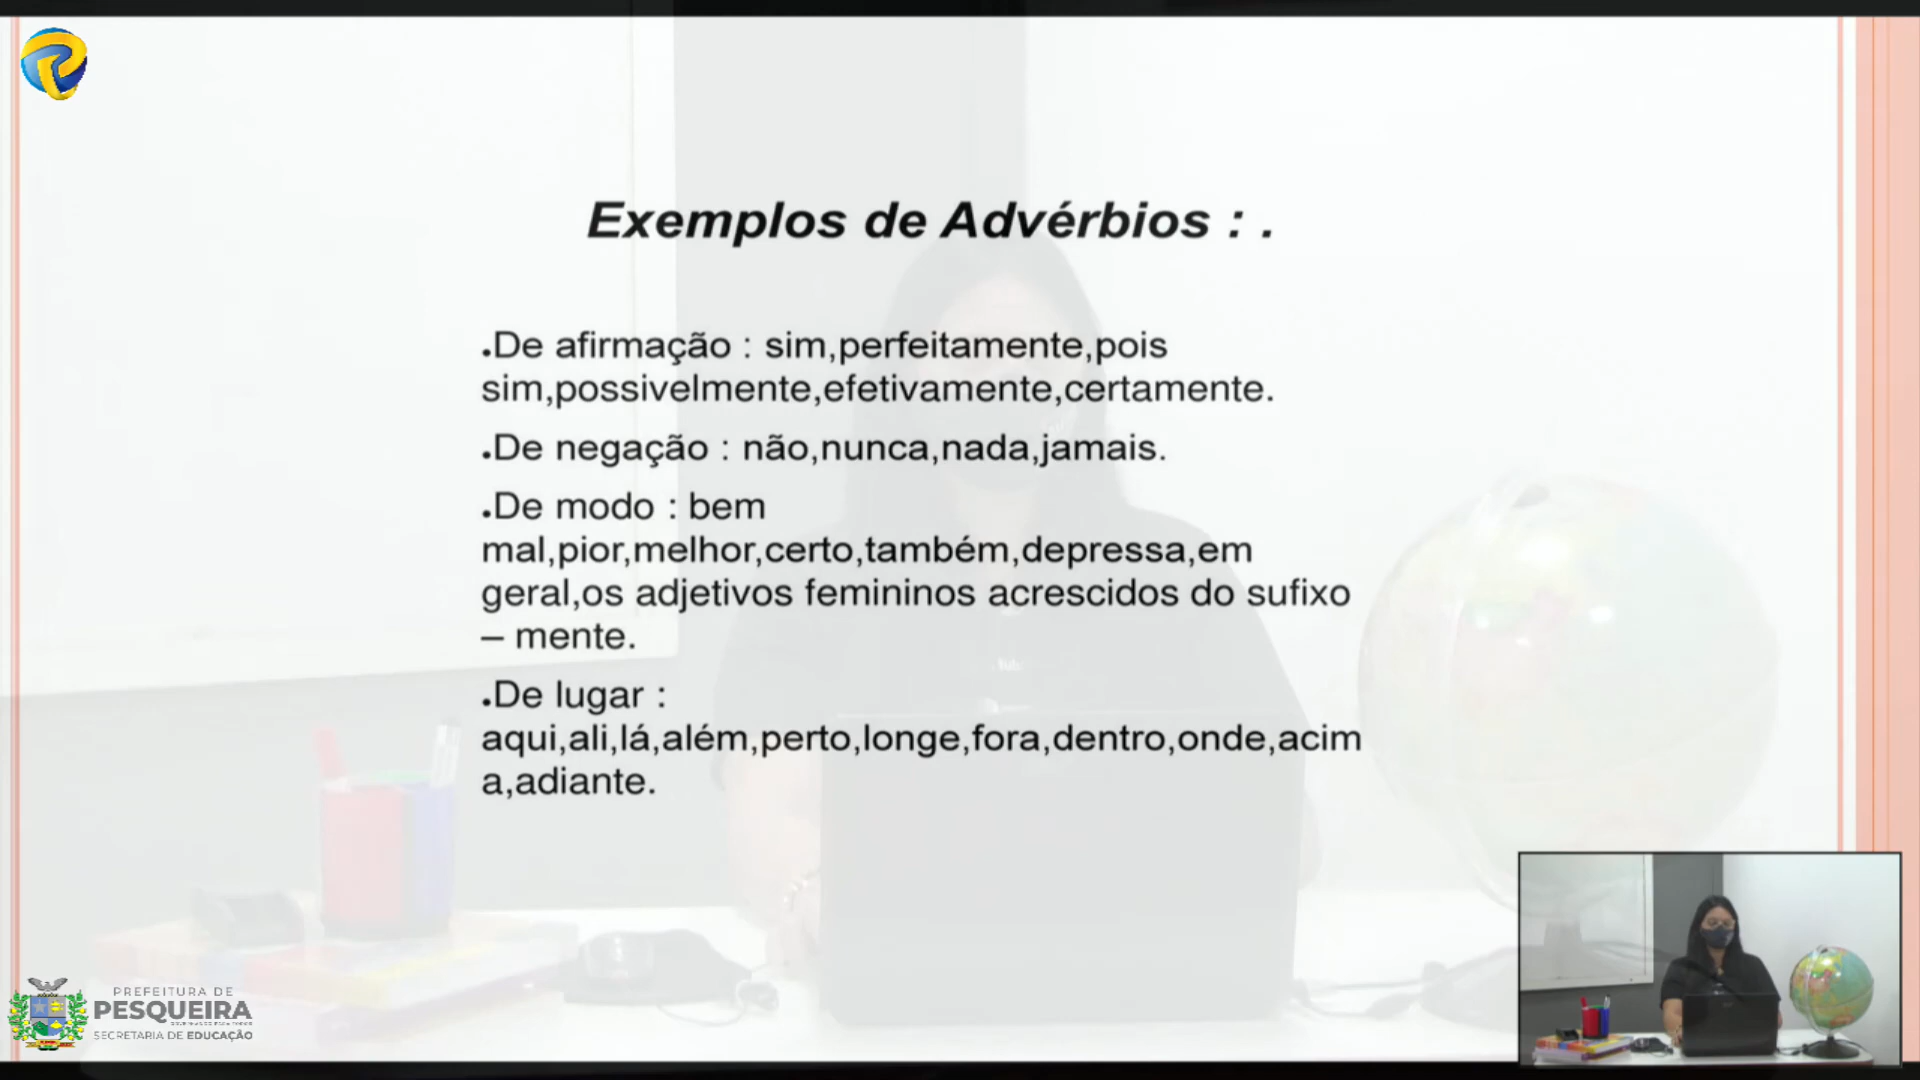 Exemplos de Advérbios : .
.De afirmação : sim,perfeitamente,pois
sim,possivelmente,efetivamente,certamente.
.De negação : não,nunca,nada,jamais.
.De modo : bem
mal,pior,melhor,certo,também,depressa,em
geral,os adjetivos femininos acrescidos do sufixo
– mente.
.De lugar :
aqui,ali,lá,além,perto,longe,fora,dentro,onde,acim
a,adiante.
PREFEITURA DE
PESQUEIRA
SECRETARIA DE EDUCAÇÃO